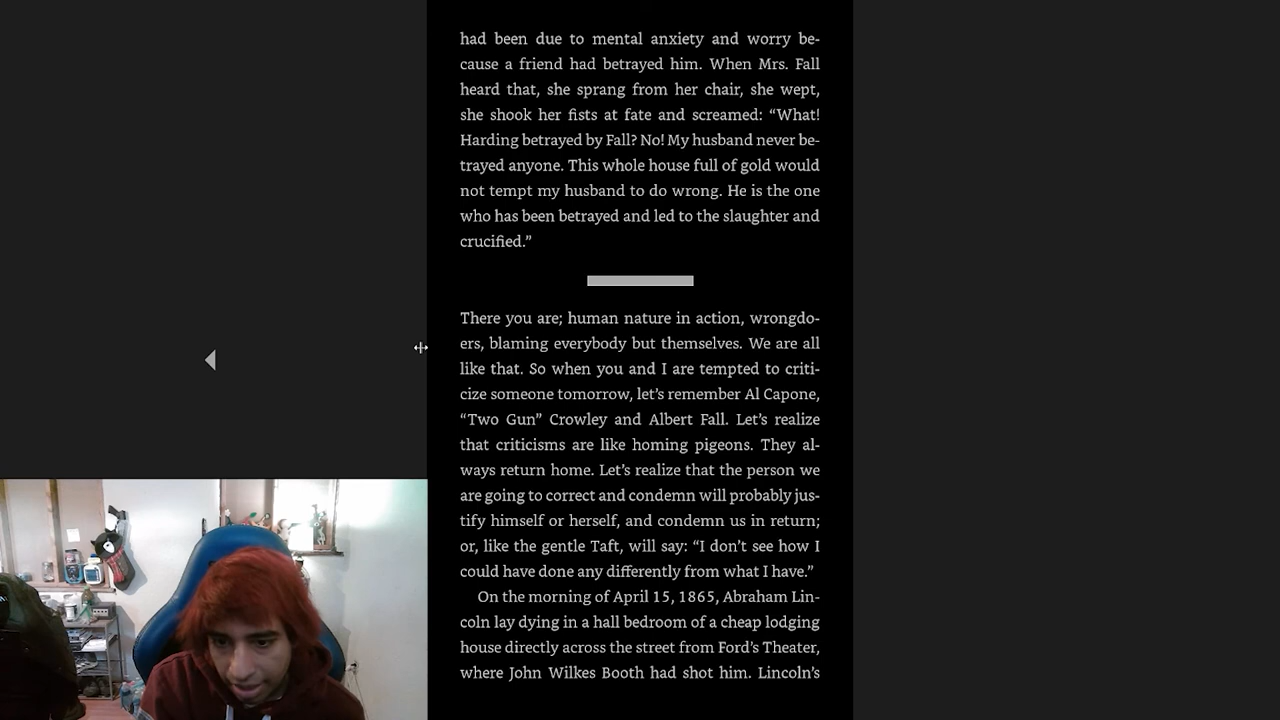 had been due to mental anxiety and worry be-
cause a friend had betrayed him. When Mrs. Fall
heard that, she sprang from her chair, she wept,
she shook her fists at fate and screamed: “What!
Harding betrayed by Fall? No! My husband never be-
trayed anyone. This whole house full of gold would
not tempt my husband to do wrong. He is the one
who has been betrayed and led to the slaughter and
crucified.”
There you are; human nature in action, wrongdo-
ers, blaming everybody but themselves. We are all
like that. So when you and I are tempted to criti-
cize someone tomorrow, let’s remember Al Capone,
“Two Gun” Crowley and Albert Fall. Let’s realize
that criticisms are like homing pigeons. They al-
ways return home. Let’s realize that the person we
are going to correct and condemn will probably jus-
tify himself or herself, and condemn us in return;
or, like the gentle Taft, will say: “I don’t see how I
could have done any differently from what I have.”
On the morning of April 15, 1865, Abraham Lin-
coln lay dying in a hall bedroom of a cheap lodging
house directly across the street from Ford’s Theater,
where John Wilkes Booth had shot him. Lincoln’s